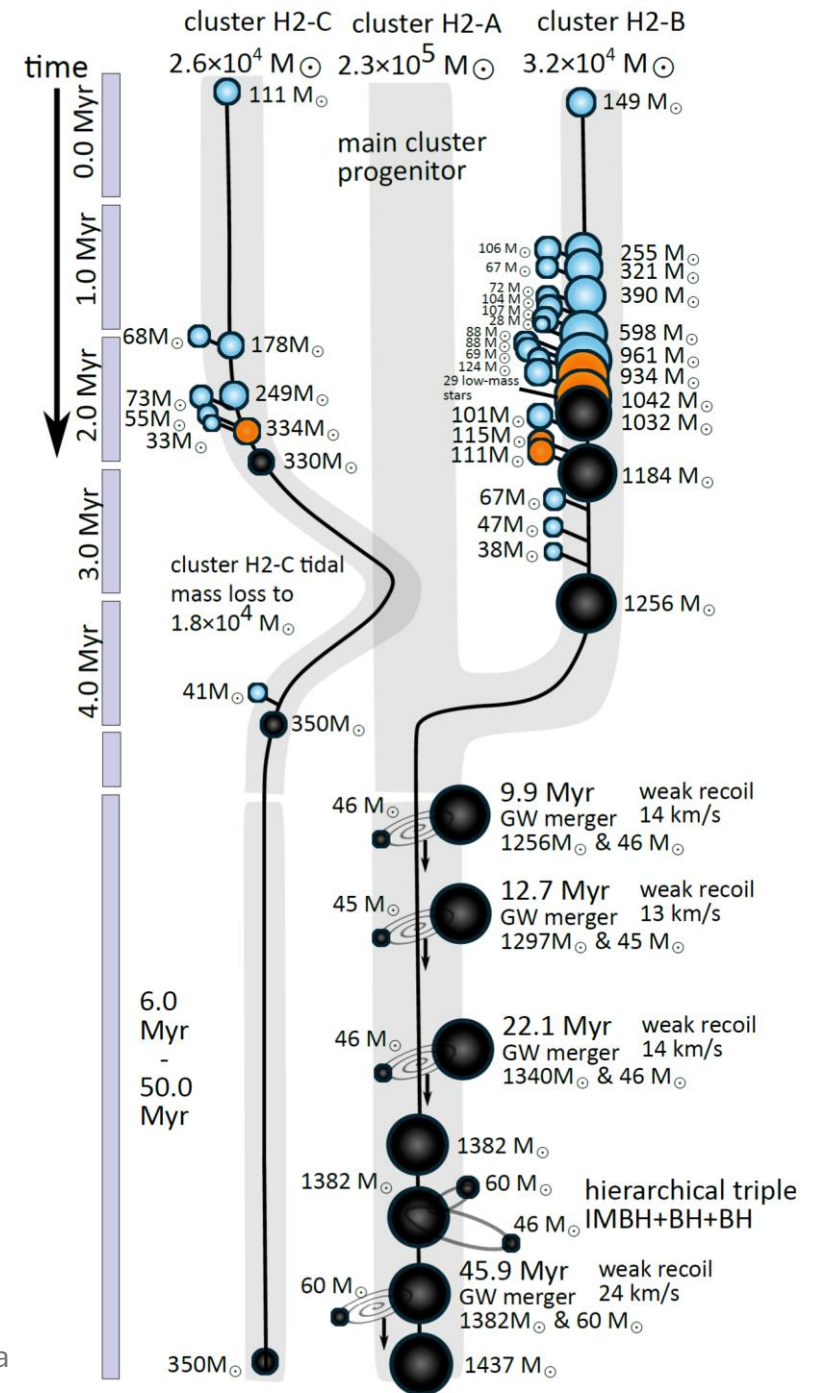 cluster H2-C cluster H2-A cluster H2-B
time 2.6×10⁴ M☉ 2.3×10⁵ M☉ 3.2×10⁴ M☉
0.0 Myr
1.0 Myr
2.0 Myr
3.0 Myr
4.0 Myr
6.0
Myr
-
50.0
Myr
111 M☉
68M☉
178M☉
73M☉
249M☉
55M☉
33M☉
334M☉
330M☉
cluster H2-C tidal
mass loss to
1.8×10⁴ M☉
41M☉
350M☉
350M☉
main cluster
progenitor
149 M☉
106 M☉
255 M☉
67 M☉
321 M☉
72 M☉
104 M☉
390 M☉
107 M☉
28 M☉
598 M☉
88 M☉
88 M☉
69 M☉
961 M☉
124 M☉
934 M☉
29 low-mass
stars
1042 M☉
1032 M☉
101M☉
115M☉
111M☉
1184 M☉
67M☉
47M☉
38M☉
1256 M☉
46 M☉
9.9 Myr weak recoil
GW merger 14 km/s
1256M☉ & 46 M☉
45 M☉
12.7 Myr weak recoil
GW merger 13 km/s
1297M☉ & 45 M☉
46 M☉
22.1 Myr weak recoil
GW merger 14 km/s
1340M☉ & 46 M☉
1382 M☉
1382 M☉
60 M☉
46 M☉
hierarchical triple
IMBH+BH+BH
60 M☉
45.9 Myr weak recoil
GW merger 24 km/s
1382M☉ & 60 M☉
1437 M☉
a